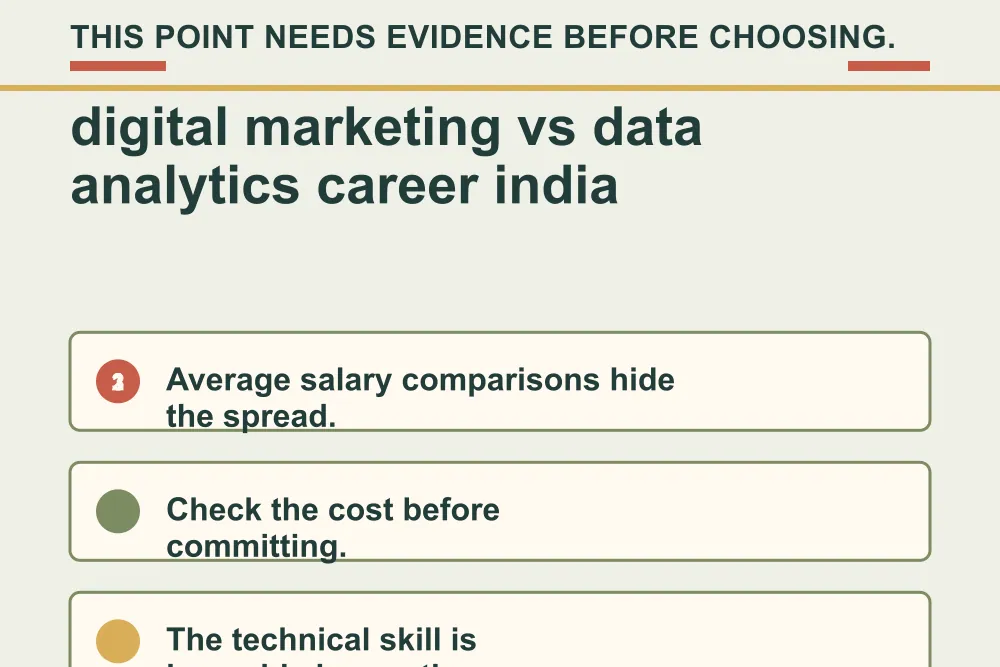 THIS POINT NEEDS EVIDENCE BEFORE CHOOSING.
digital marketing vs data
analytics career india
Average salary comparisons hide
the spread.
Check the cost before
committing.
The technical skill is